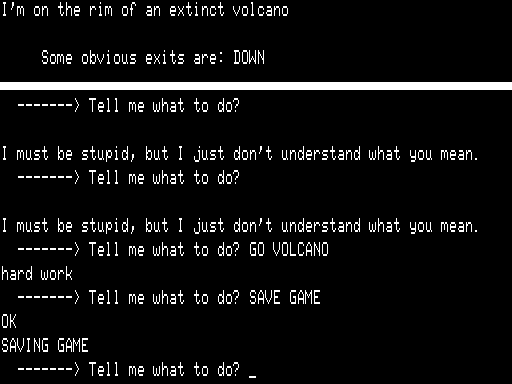 I'm on the rim of an extinct volcano
Some obvious exits are: DOWN
-------> Tell me what to do?
I must be stupid, but I just don't understand what you mean.
-------> Tell me what to do?
I must be stupid, but I just don't understand what you mean.
-------> Tell me what to do? GO VOLCANO
hard work
-------> Tell me what to do? SAVE GAME
OK
SAVING GAME
-------> Tell me what to do? _